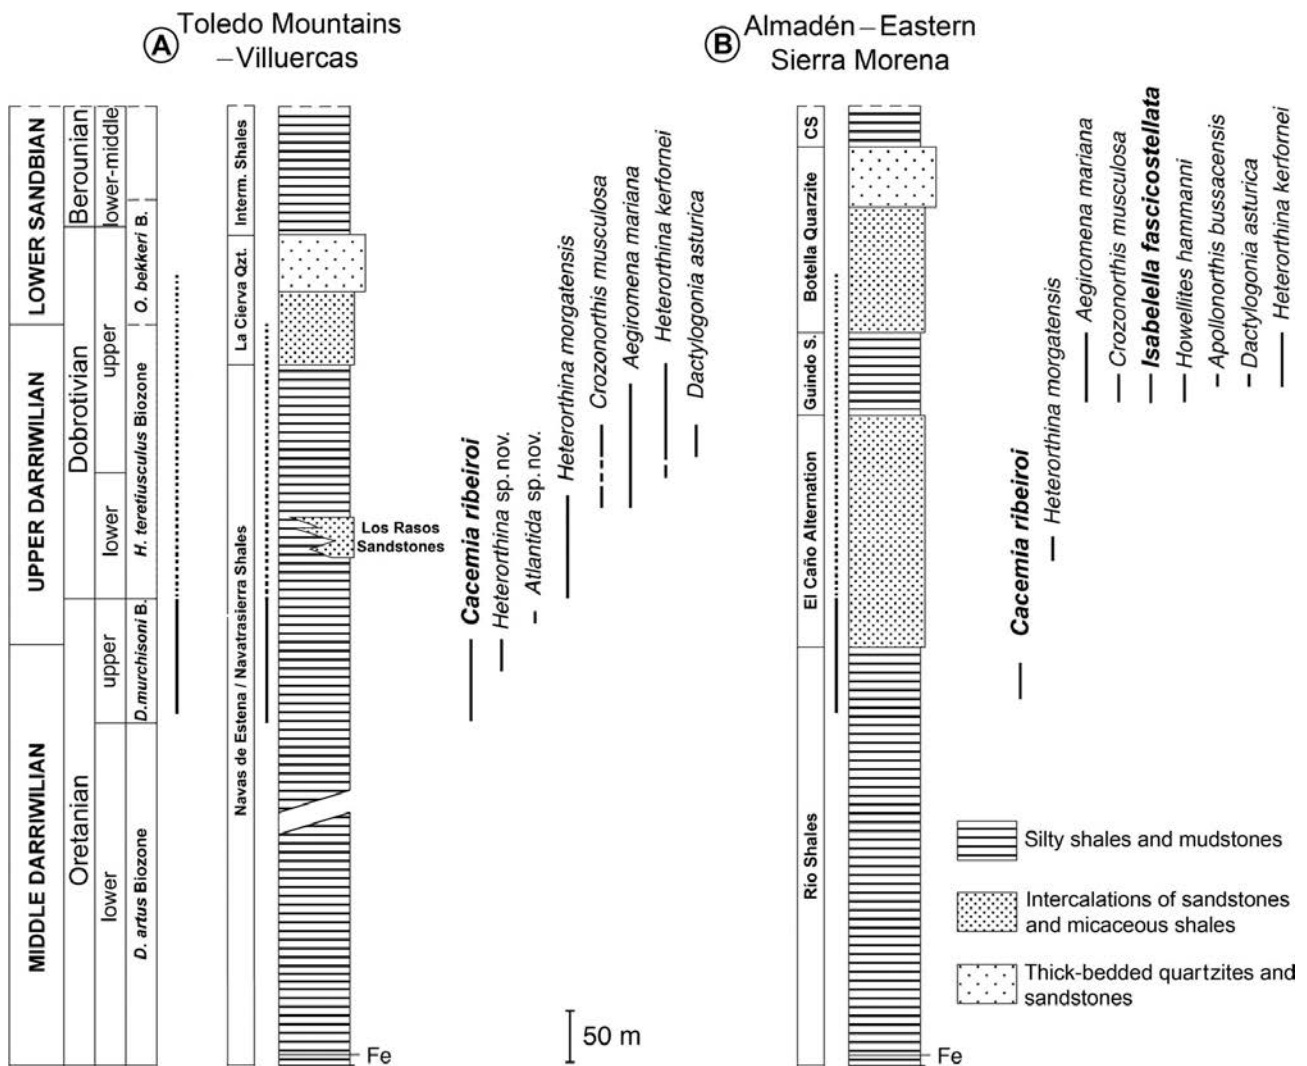 A Toledo Mountains
–Villuercas
B Almadén – Eastern
Sierra Morena
LOWER SANDBIAN
UPPER DARRIWILIAN
MIDDLE DARRIWILIAN
Berounian
Dobrotivian
Oretanian
lower-middle
upper
lower
upper
lower
O. bekkeri B.
H. teretiusculus Biozone
D.murchisoni B.
D. artus Biozone
Interm. Shales
La Cierva Qzt.
Navas de Estena / Navatrasierra Shales
Los Rasos
Sandstones
Fe
Cacemia ribeiroi
Heterorthina sp. nov.
Atlantida sp. nov.
Heterorthina morgatensis
Crozonorthis musculosa
Aegiromena mariana
Heterorthina kerfornei
Dactylogonia asturica
50 m
CS
Botella Quarzite
Guindo S.
El Caño Alternation
Río Shales
Fe
Cacemia ribeiroi
Heterorthina morgatensis
Aegiromena mariana
Crozonorthis musculosa
Isabelella fascicostellata
Howellites hammanni
Apollonorthis bussacensis
Dactylogonia asturica
Heterorthina kerfornei
Silty shales and mudstones
Intercalations of sandstones
and micaceous shales
Thick-bedded quartzites and
sandstones